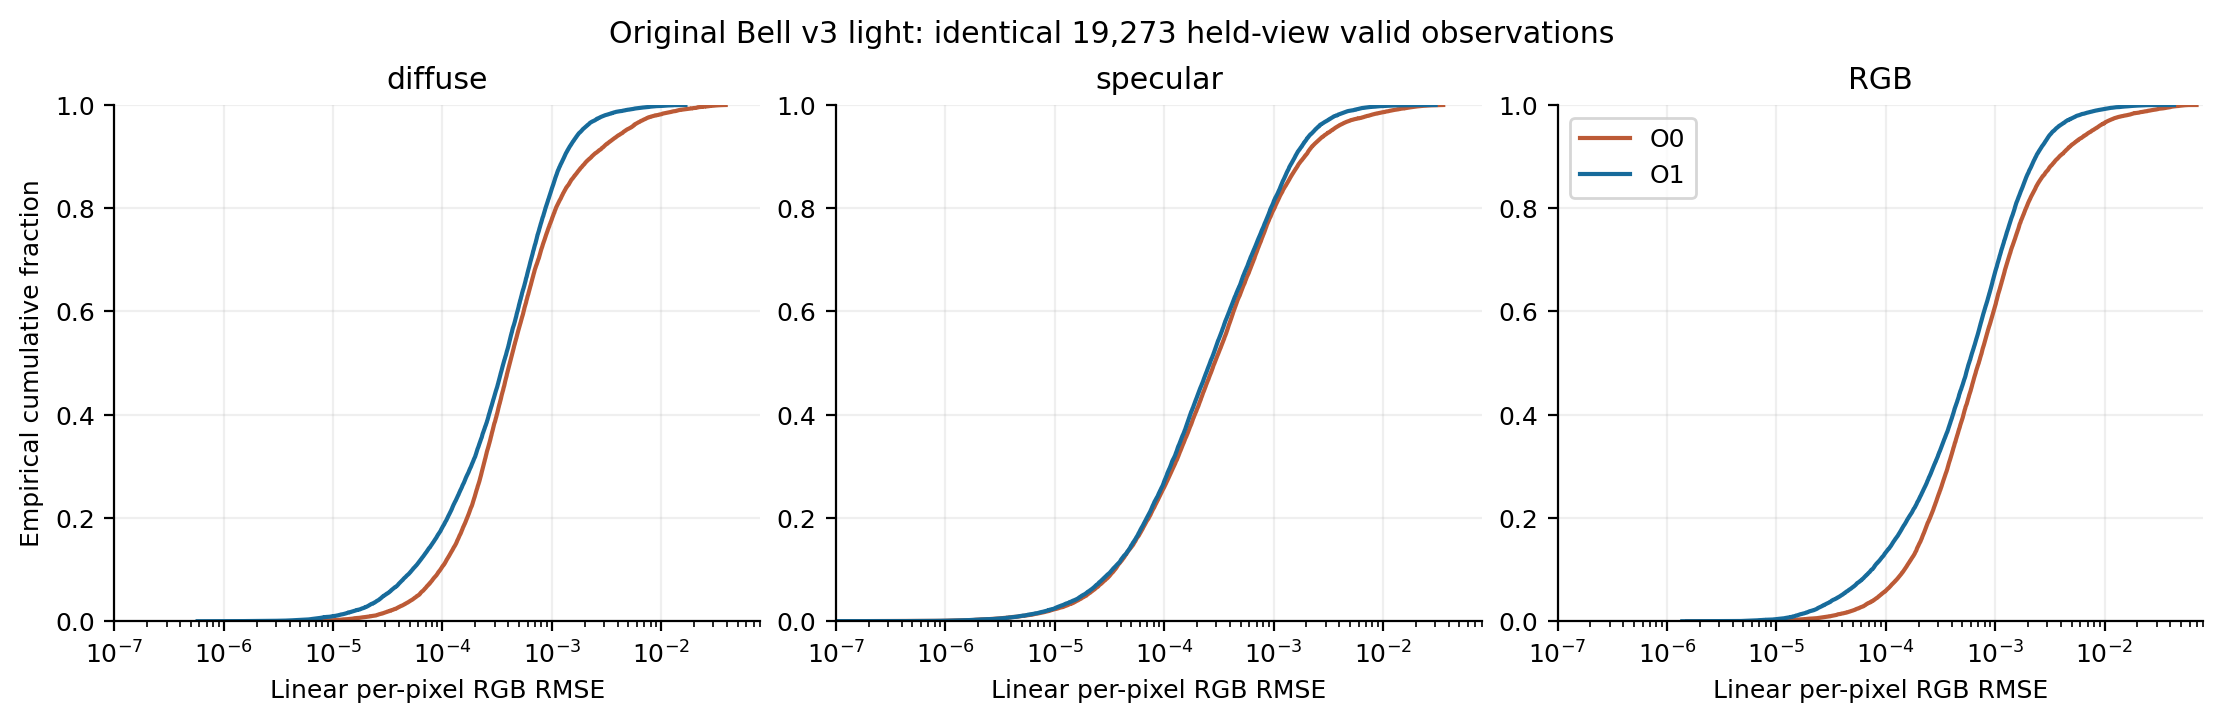 Original Bell v3 light: identical 19,273 held-view valid observations
diffuse
specular
RGB
Empirical cumulative fraction
1.0
0.8
0.6
0.4
0.2
0.0
10⁻⁷ 10⁻⁶ 10⁻⁵ 10⁻⁴ 10⁻³ 10⁻²
Linear per-pixel RGB RMSE
1.0
0.8
0.6
0.4
0.2
0.0
10⁻⁷ 10⁻⁶ 10⁻⁵ 10⁻⁴ 10⁻³ 10⁻²
Linear per-pixel RGB RMSE
1.0
0.8
0.6
0.4
0.2
0.0
O0
O1
10⁻⁷ 10⁻⁶ 10⁻⁵ 10⁻⁴ 10⁻³ 10⁻²
Linear per-pixel RGB RMSE